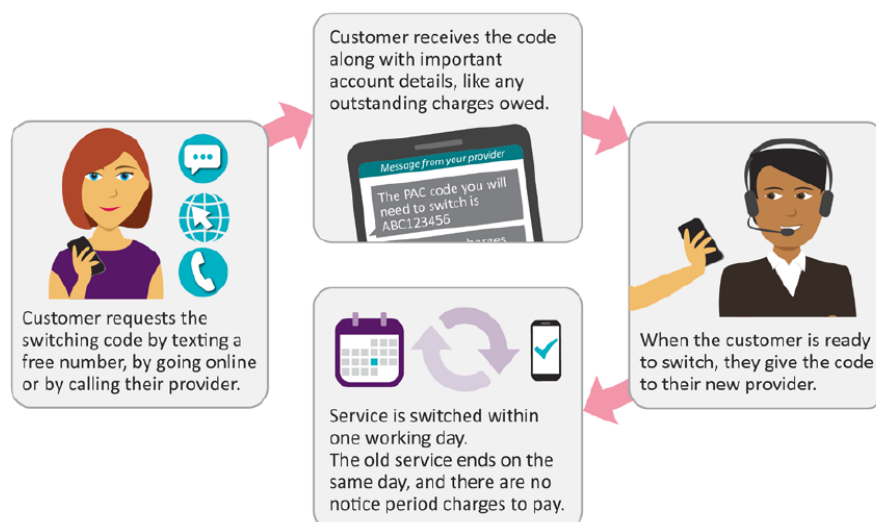 Customer requests the
switching code by texting a
free number, by going online
or by calling their provider.
Customer receives the code
along with important
account details, like any
outstanding charges owed.
Message from your provider
The PAC code you will
need to switch is
ABC123456
charges
When the customer is ready
to switch, they give the code
to their new provider.
Service is switched within
one working day.
The old service ends on the
same day, and there are no
notice period charges to pay.